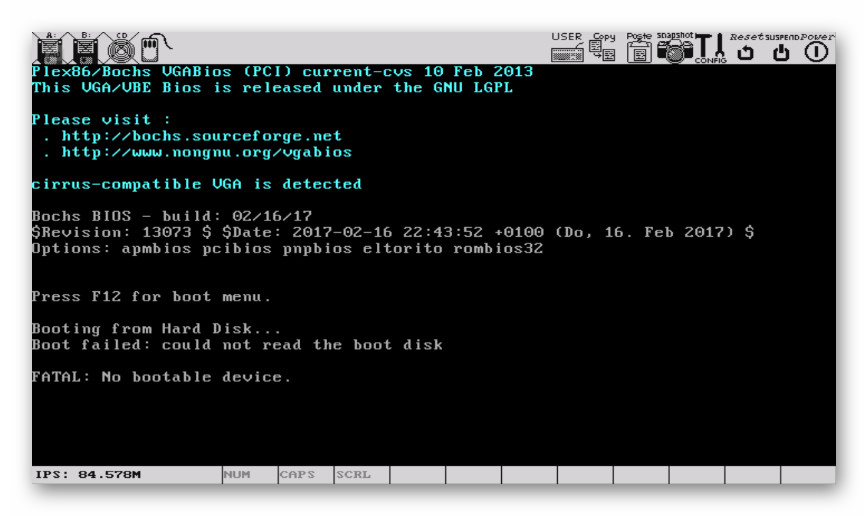 A: B: CD USER Copy Paste snapshot CONFIG Reset SUSPEND Power
Plex86/Bochs VGABios (PCI) current-cvs 10 Feb 2013
This VGA/VBE Bios is released under the GNU LGPL
Please visit :
. http://bochs.sourceforge.net
. http://www.nongnu.org/vgabios
cirrus-compatible VGA is detected
Bochs BIOS - build: 02/16/17
$Revision: 13073 $ $Date: 2017-02-16 22:43:52 +0100 (Do, 16. Feb 2017) $
Options: apmbios pcibios pnpbios eltorito rombios32
Press F12 for boot menu.
Booting from Hard Disk...
Boot failed: could not read the boot disk
FATAL: No bootable device.
IPS: 84.578M NUM CAPS SCRL